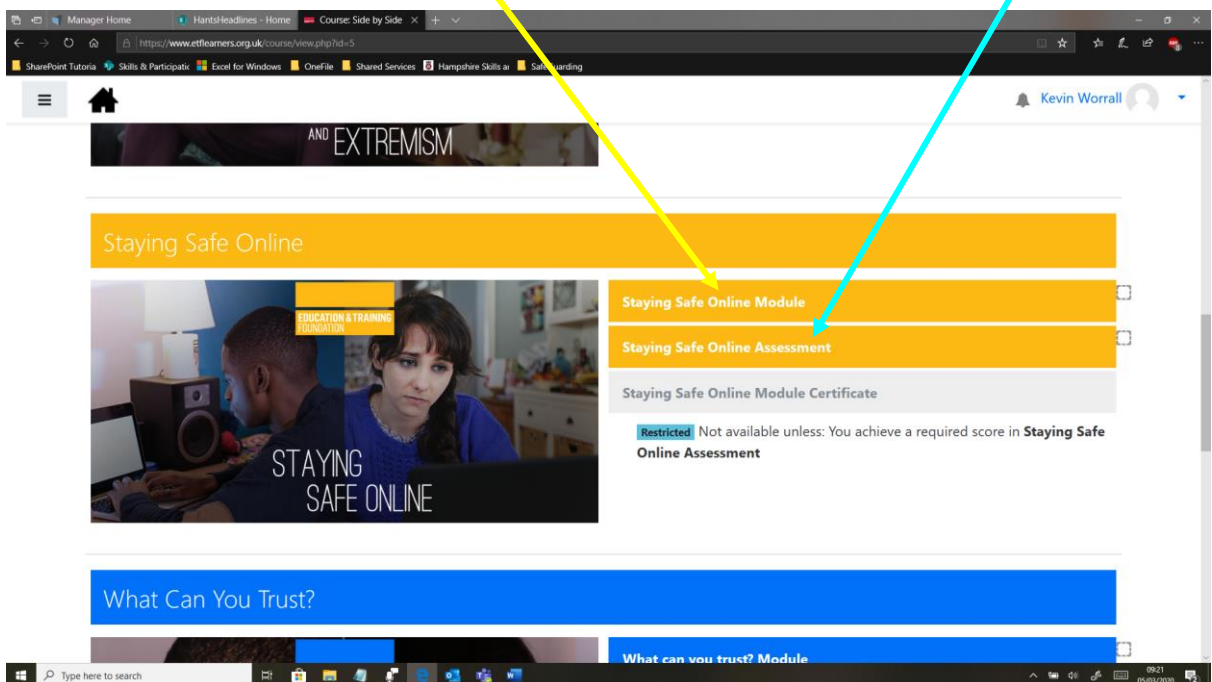 Manager Home
HantsHeadlines - Home
Course: Side by Side
https://www.etflearners.org.uk/course/view.php?id=5
SharePoint Tutoria
Skills & Participatic
Excel for Windows
OneFile
Shared Services
Hampshire Skills ar
Safeguarding
Kevin Worrall
AND EXTREMISM
Staying Safe Online
EDUCATION & TRAINING
FOUNDATION
STAYING
SAFE ONLINE
Staying Safe Online Module
Staying Safe Online Assessment
Staying Safe Online Module Certificate
Restricted Not available unless: You achieve a required score in Staying Safe
Online Assessment
What Can You Trust?
What can you trust? Module
Type here to search
09:21
05/03/2020